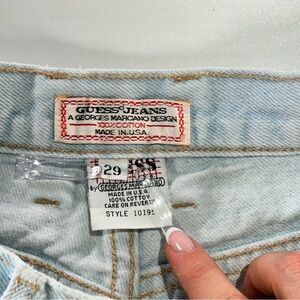 GUESS JEANS
A GEORGES MARCIANO DESIGN
100% COTTON
MADE IN U.S.A.
29
by GEORGES MARCIANO
MADE IN U.S.A.
100% COTTON
CARE ON REVERSE
STYLE 10195